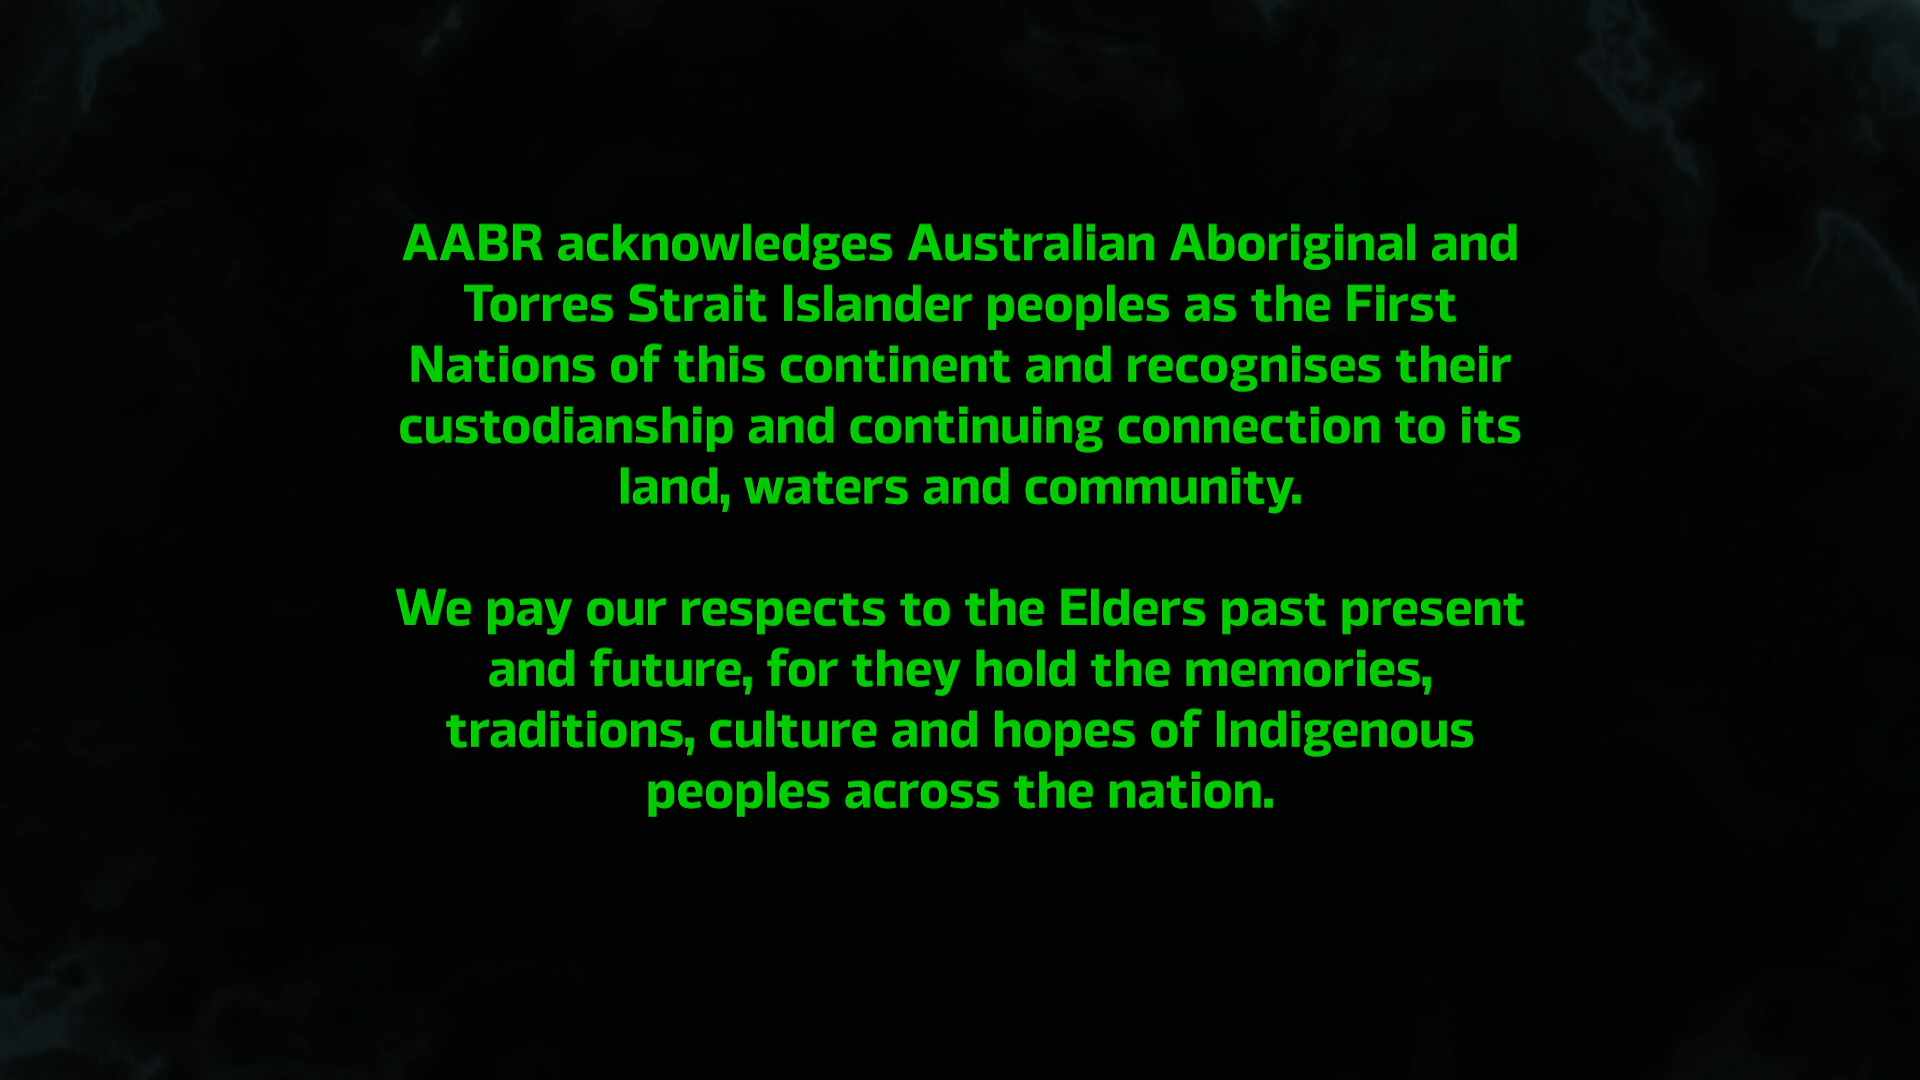 AABR acknowledges Australian Aboriginal and
Torres Strait Islander peoples as the First
Nations of this continent and recognises their
custodianship and continuing connection to its
land, waters and community.
We pay our respects to the Elders past present
and future, for they hold the memories,
traditions, culture and hopes of Indigenous
peoples across the nation.